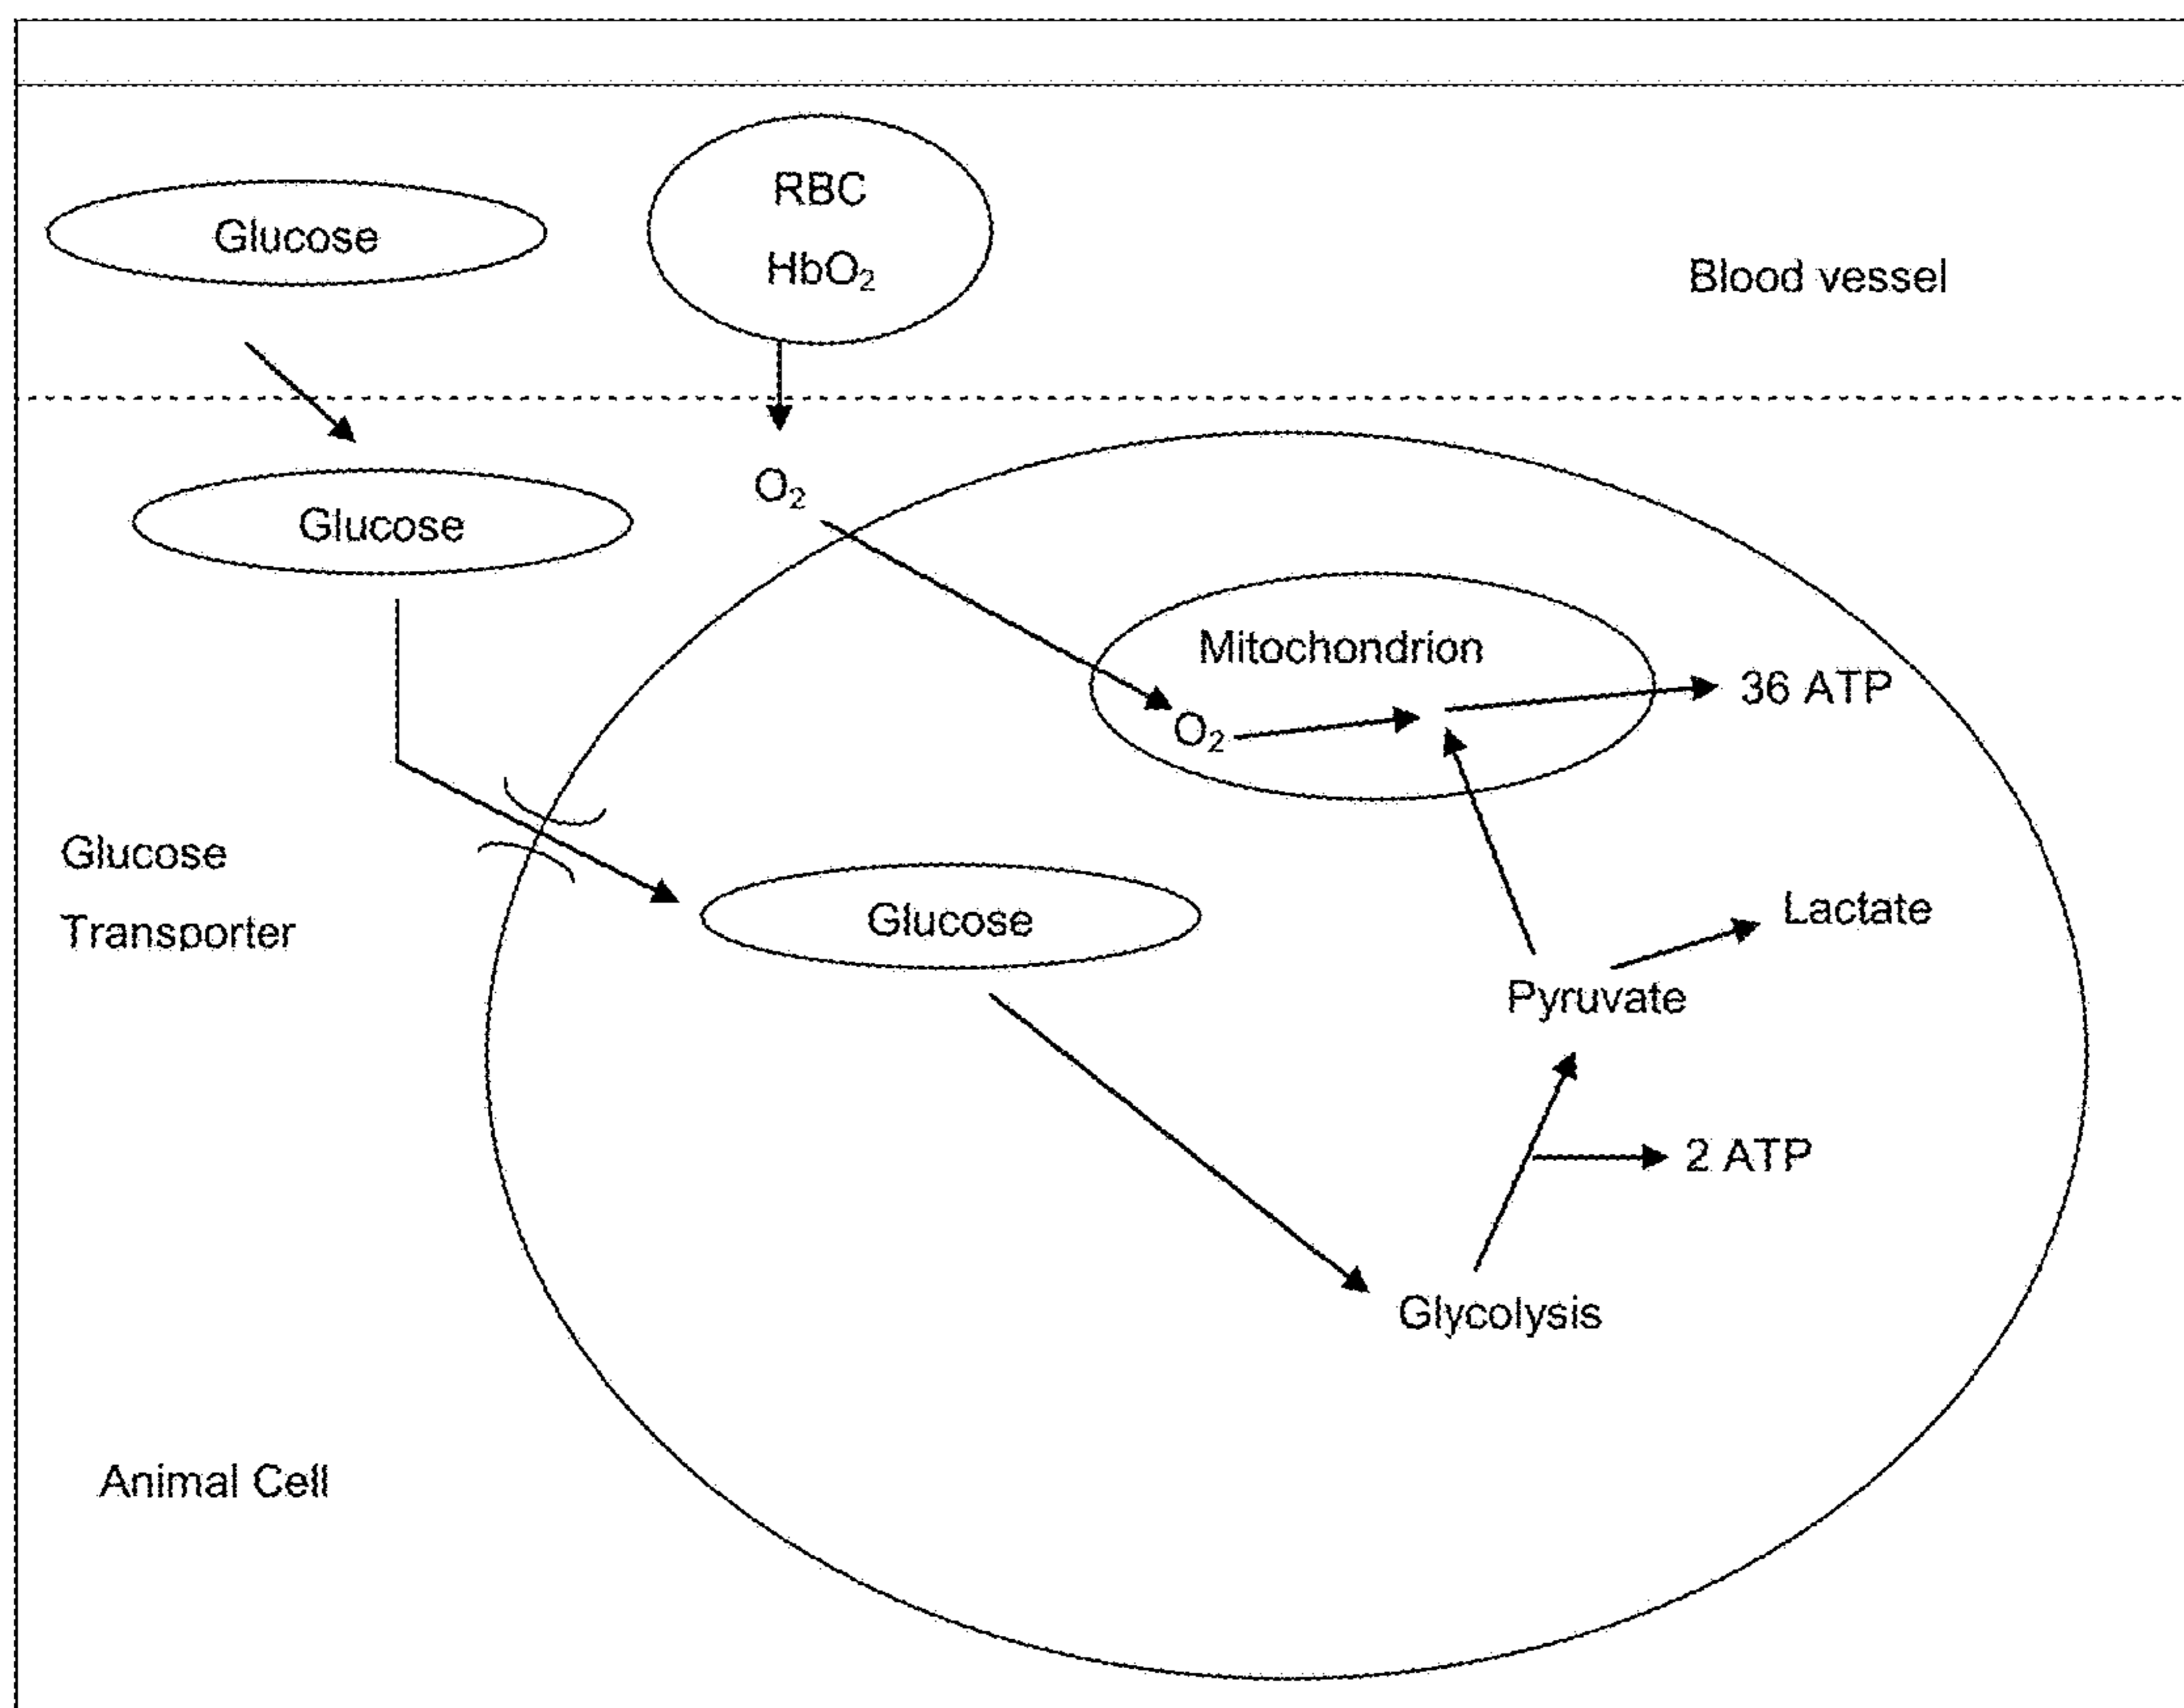 RBC
Glucose
HbO₂
Blood vessel
O₂
Glucose
Mitochondrion
36 ATP
O₂
Glucose
Transporter
Glucose
Lactate
Pyruvate
2 ATP
Glycolysis
Animal Cell